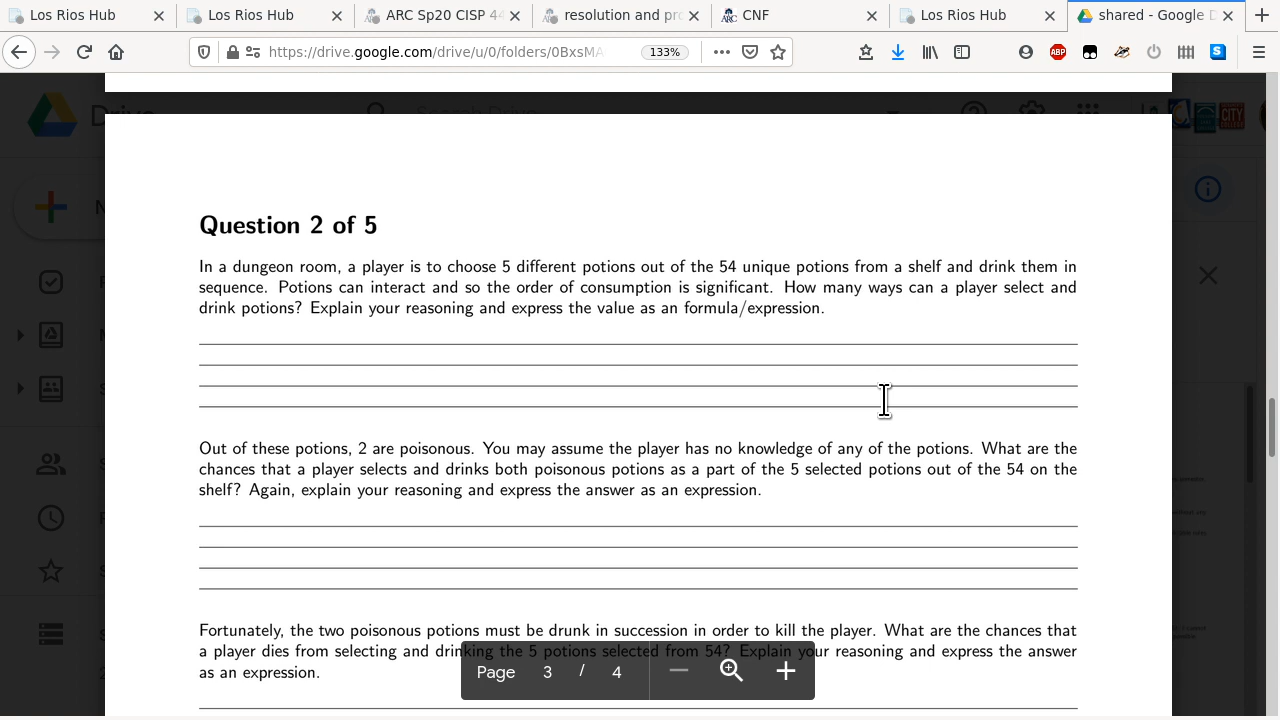 Los Rios Hub
Los Rios Hub
ARC Sp20 CISP 44
resolution and pr
CNF
Los Rios Hub
shared - Google D
https://drive.google.com/drive/u/0/folders/0BxsMA
133%
ABP
S
Drive
Search Drive
CITY
Question 2 of 5
In a dungeon room, a player is to choose 5 different potions out of the 54 unique potions from a shelf and drink them in
sequence. Potions can interact and so the order of consumption is significant. How many ways can a player select and
drink potions? Explain your reasoning and express the value as an formula/expression.
Out of these potions, 2 are poisonous. You may assume the player has no knowledge of any of the potions. What are the
chances that a player selects and drinks both poisonous potions as a part of the 5 selected potions out of the 54 on the
shelf? Again, explain your reasoning and express the answer as an expression.
Fortunately, the two poisonous potions must be drunk in succession in order to kill the player. What are the chances that
a player dies from selecting and drinking the 5 potions selected from 54? Explain your reasoning and express the answer
as an expression.
Page 3 / 4